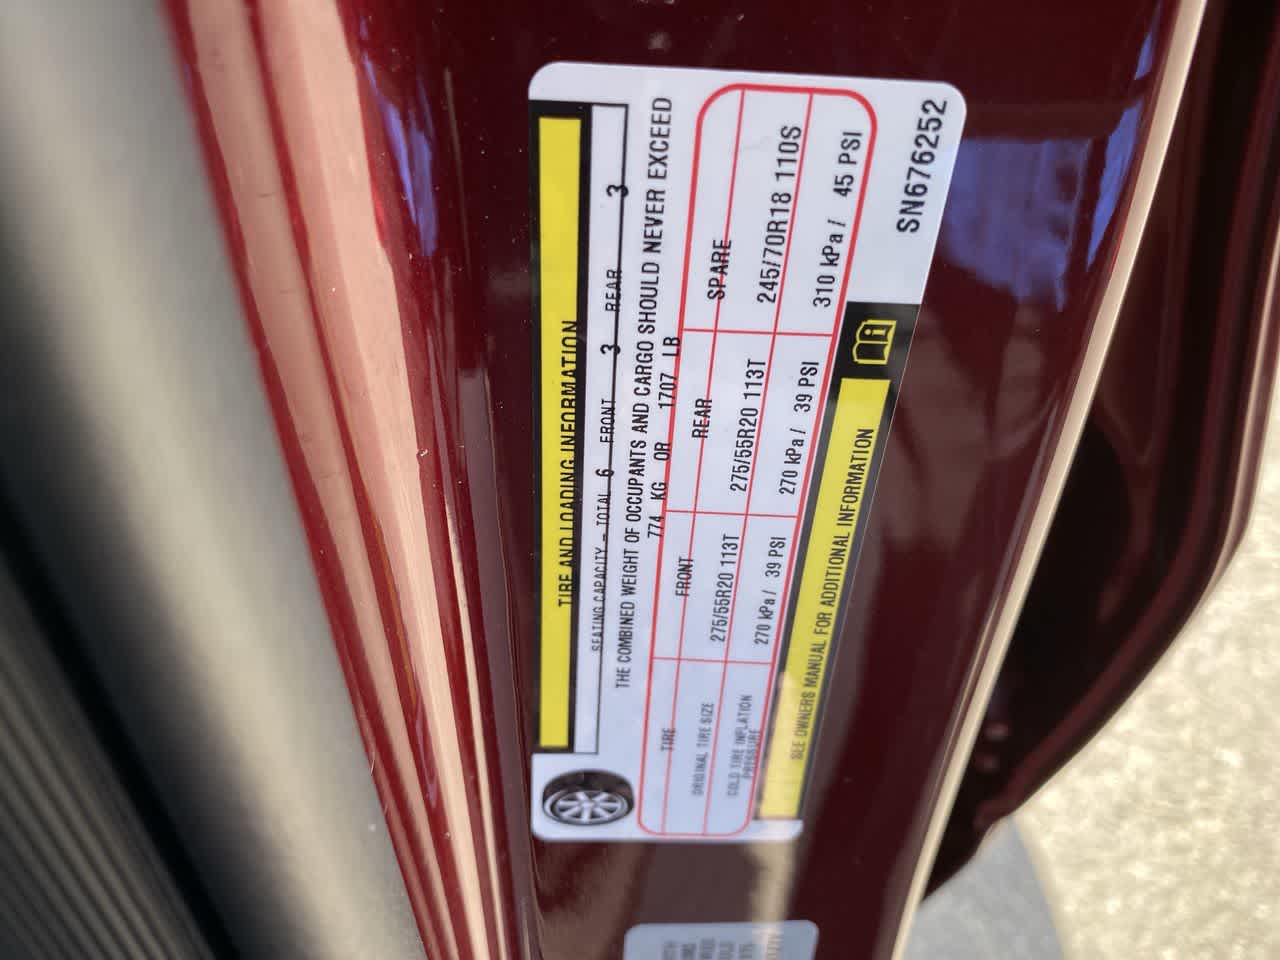 TIRE AND LOADING INFORMATION
SEATING CAPACITY – TOTAL 6 FRONT 3 REAR 3
THE COMBINED WEIGHT OF OCCUPANTS AND CARGO SHOULD NEVER EXCEED
774 KG OR 1707 LB
TIRE FRONT REAR SPARE
ORIGINAL TIRE SIZE 275/55R20 113T 275/55R20 113T 245/70R18 110S
COLD TIRE INFLATION PRESSURE 270 kPa/ 39 PSI 270 kPa/ 39 PSI 310 kPa/ 45 PSI
SEE OWNERS MANUAL FOR ADDITIONAL INFORMATION
SN676252